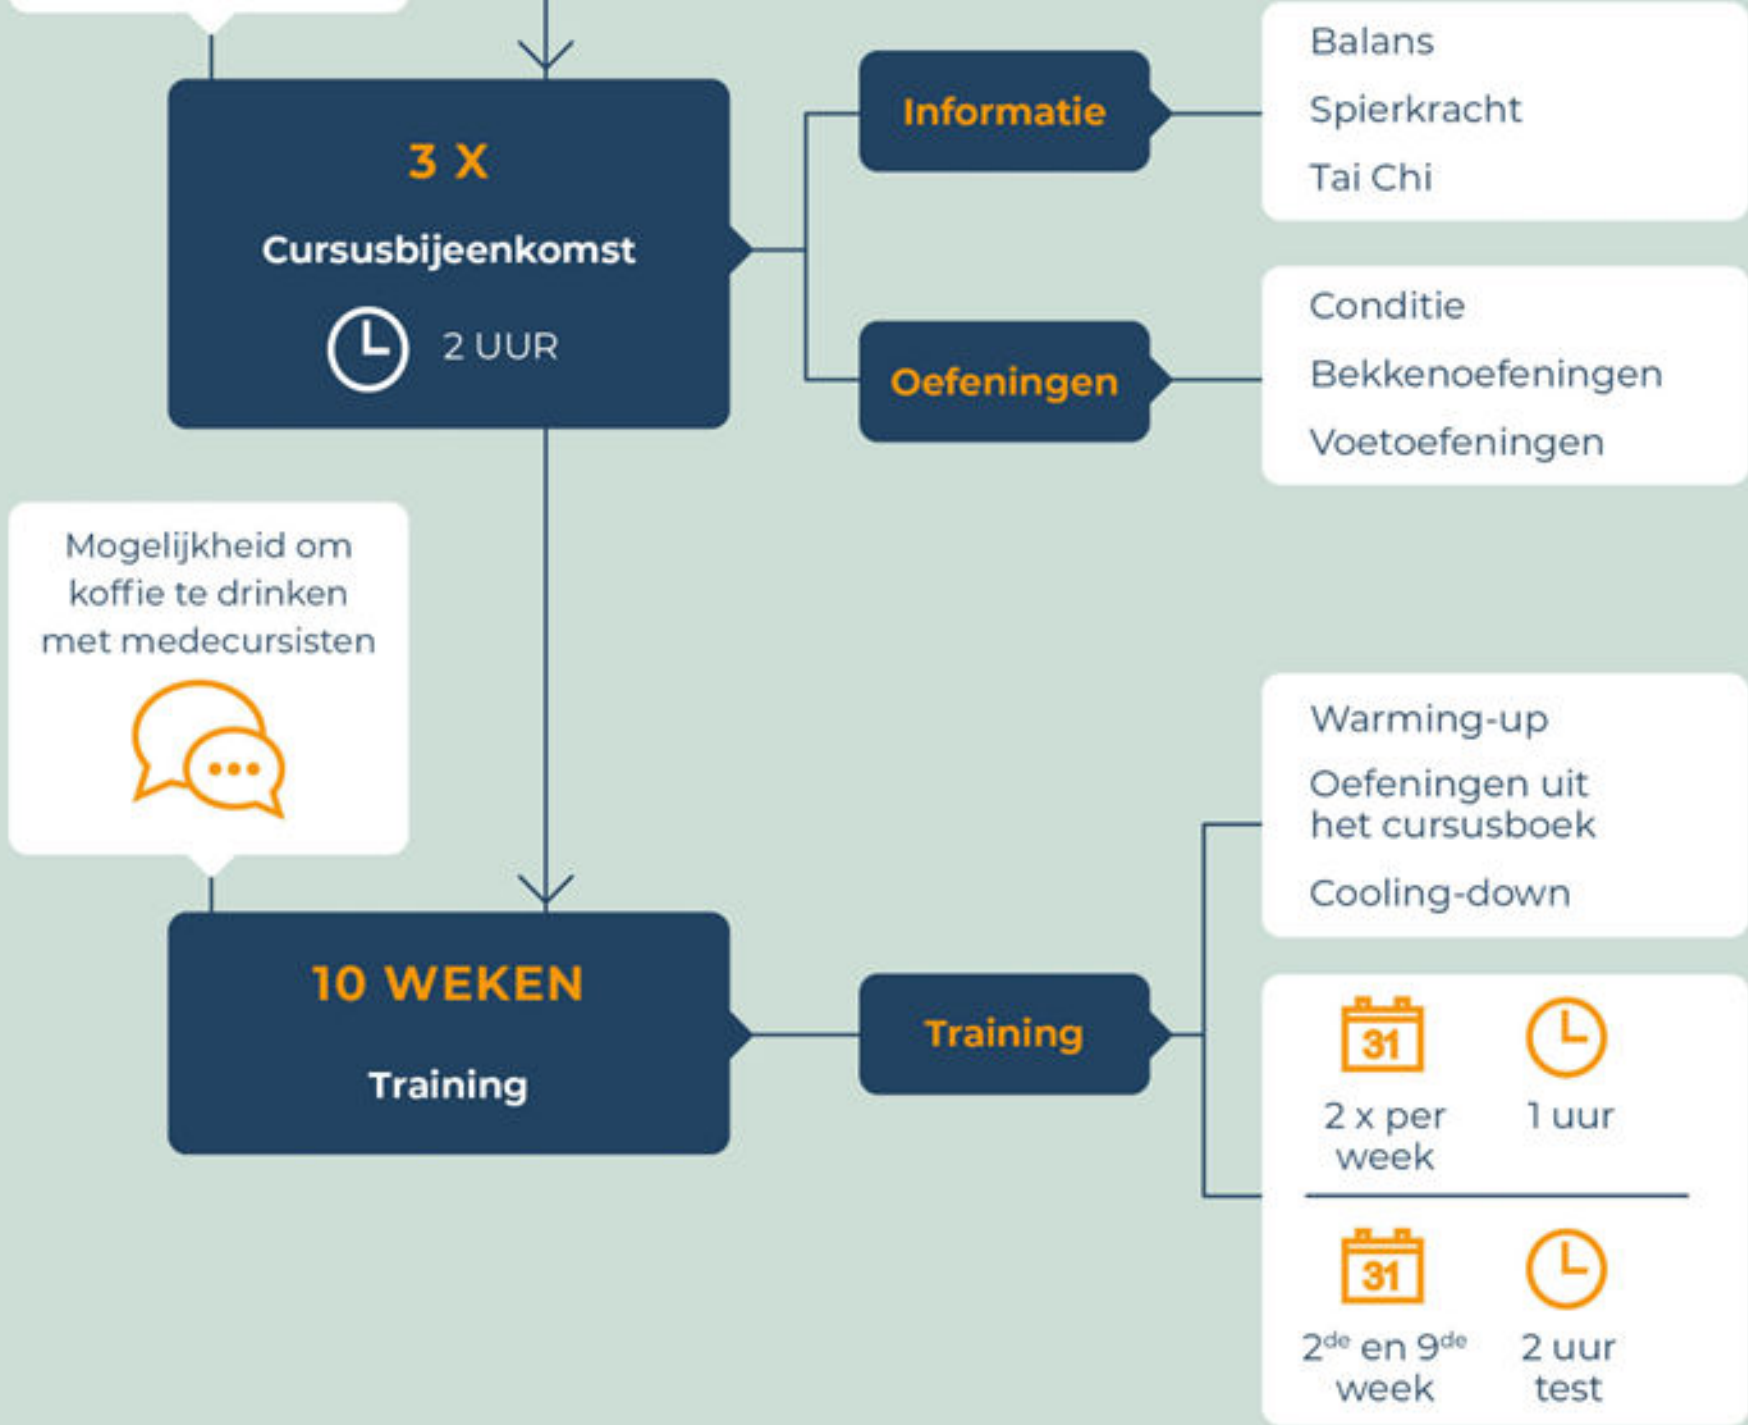 3 X
Cursusbijeenkomst
2 UUR
Informatie
Balans
Spierkracht
Tai Chi
Oefeningen
Conditie
Bekkenoefeningen
Voetoefeningen
Mogelijkheid om
koffie te drinken
met medecursisten
10 WEKEN
Training
Training
Warming-up
Oefeningen uit
het cursusboek
Cooling-down
31
2 x per
week
1 uur
31
2de en 9de
week
2 uur
test